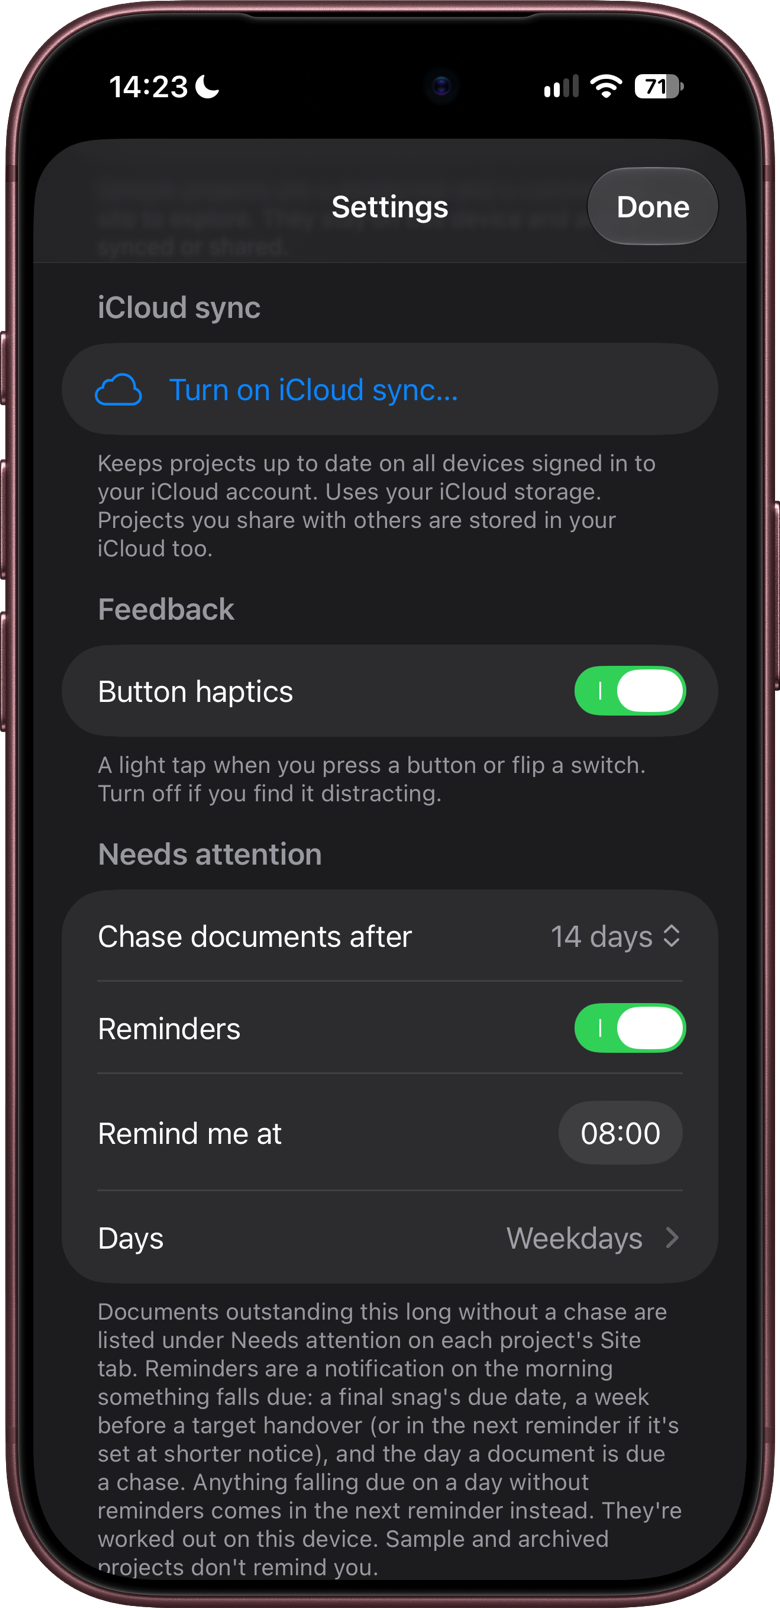 14:23
71
Settings
Done
synced or shared.
iCloud sync
Turn on iCloud sync...
Keeps projects up to date on all devices signed in to
your iCloud account. Uses your iCloud storage.
Projects you share with others are stored in your
iCloud too.
Feedback
Button haptics
A light tap when you press a button or flip a switch.
Turn off if you find it distracting.
Needs attention
Chase documents after
14 days
Reminders
Remind me at
08:00
Days
Weekdays
Documents outstanding this long without a chase are
listed under Needs attention on each project's Site
tab. Reminders are a notification on the morning
something falls due: a final snag's due date, a week
before a target handover (or in the next reminder if it's
set at shorter notice), and the day a document is due
a chase. Anything falling due on a day without
reminders comes in the next reminder instead. They're
worked out on this device. Sample and archived
projects don't remind you.